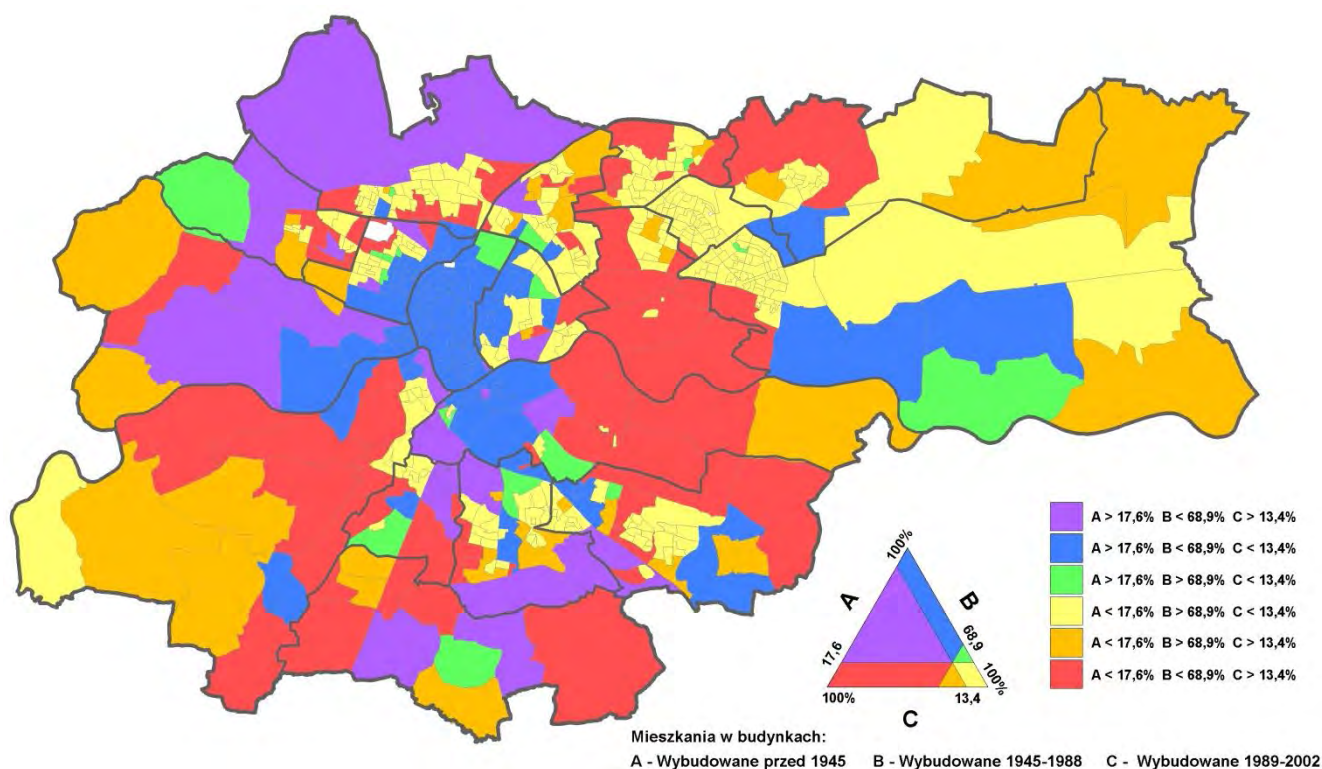 A > 17,6% B < 68,9% C > 13,4%
A > 17,6% B < 68,9% C < 13,4%
A > 17,6% B > 68,9% C < 13,4%
A < 17,6% B > 68,9% C < 13,4%
A < 17,6% B > 68,9% C > 13,4%
A < 17,6% B < 68,9% C > 13,4%
100%
A
B
17,6
68,9
100%
100%
13,4
C
Mieszkania w budynkach:
A - Wybudowane przed 1945 B - Wybudowane 1945-1988 C - Wybudowane 1989-2002